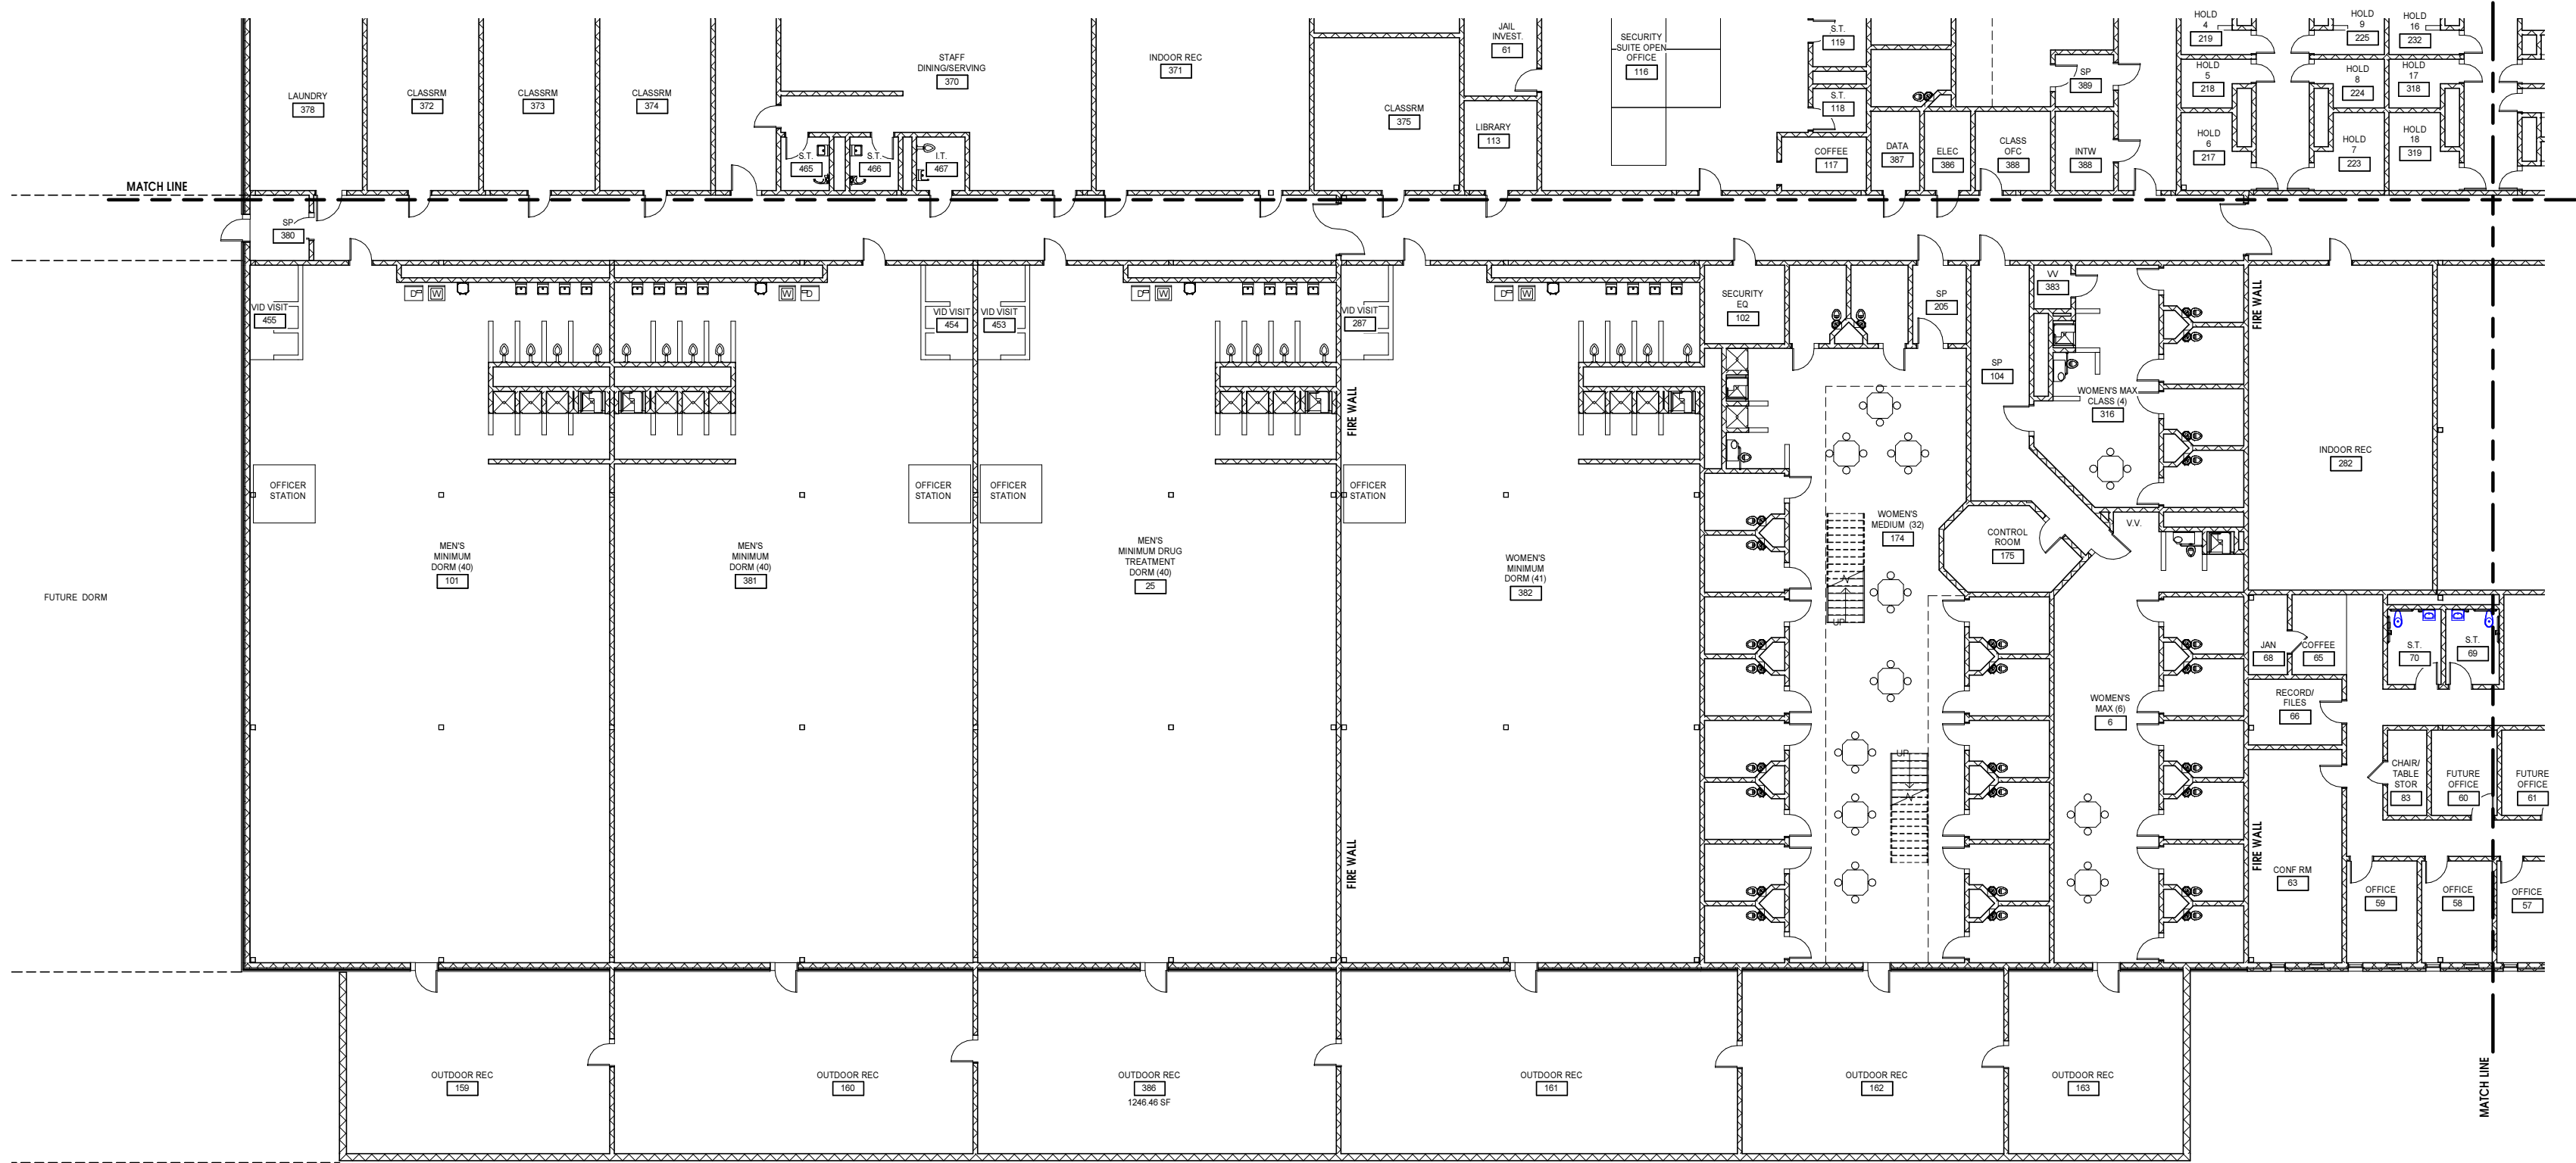 HOLD
4
219
HOLD
9
225
HOLD
16
232
JAIL
INVEST.
61
S.T.
119
SECURITY
SUITE OPEN
OFFICE
116
STAFF
DINING/SERVING
370
INDOOR REC
371
HOLD
5
218
HOLD
8
224
HOLD
17
318
SP
389
LAUNDRY
378
CLASSRM
372
CLASSRM
373
CLASSRM
374
CLASSRM
375
S.T.
118
LIBRARY
113
HOLD
6
217
HOLD
7
223
HOLD
18
319
S.T.
465
S.T.
466
I.T.
467
COFFEE
117
DATA
387
ELEC
386
CLASS
OFC
388
INTW
388
MATCH LINE
SP
380
VID VISIT
455
D
W
W
D
VID VISIT
454
VID VISIT
453
D
W
VID VISIT
287
D
W
SECURITY
EQ
102
SP
205
VV
383
FIRE WALL
SP
104
WOMEN'S MAX
CLASS (4)
316
FIRE WALL
INDOOR REC
282
OFFICER
STATION
OFFICER
STATION
OFFICER
STATION
OFFICER
STATION
WOMEN'S
MEDIUM (32)
174
CONTROL
ROOM
175
V.V.
MEN'S
MINIMUM
DORM (40)
101
MEN'S
MINIMUM
DORM (40)
381
MEN'S
MINIMUM DRUG
TREATMENT
DORM (40)
25
WOMEN'S
MINIMUM
DORM (41)
382
FUTURE DORM
UP
JAN
68
COFFEE
65
S.T.
70
S.T.
69
WOMEN'S
MAX (6)
6
RECORD/
FILES
66
UP
CHAIR/
TABLE
STOR
83
FUTURE
OFFICE
60
FUTURE
OFFICE
61
FIRE WALL
FIRE WALL
CONF RM
63
OFFICE
59
OFFICE
58
OFFICE
57
OUTDOOR REC
159
OUTDOOR REC
160
OUTDOOR REC
386
1246.46 SF
OUTDOOR REC
161
OUTDOOR REC
162
OUTDOOR REC
163
MATCH LINE